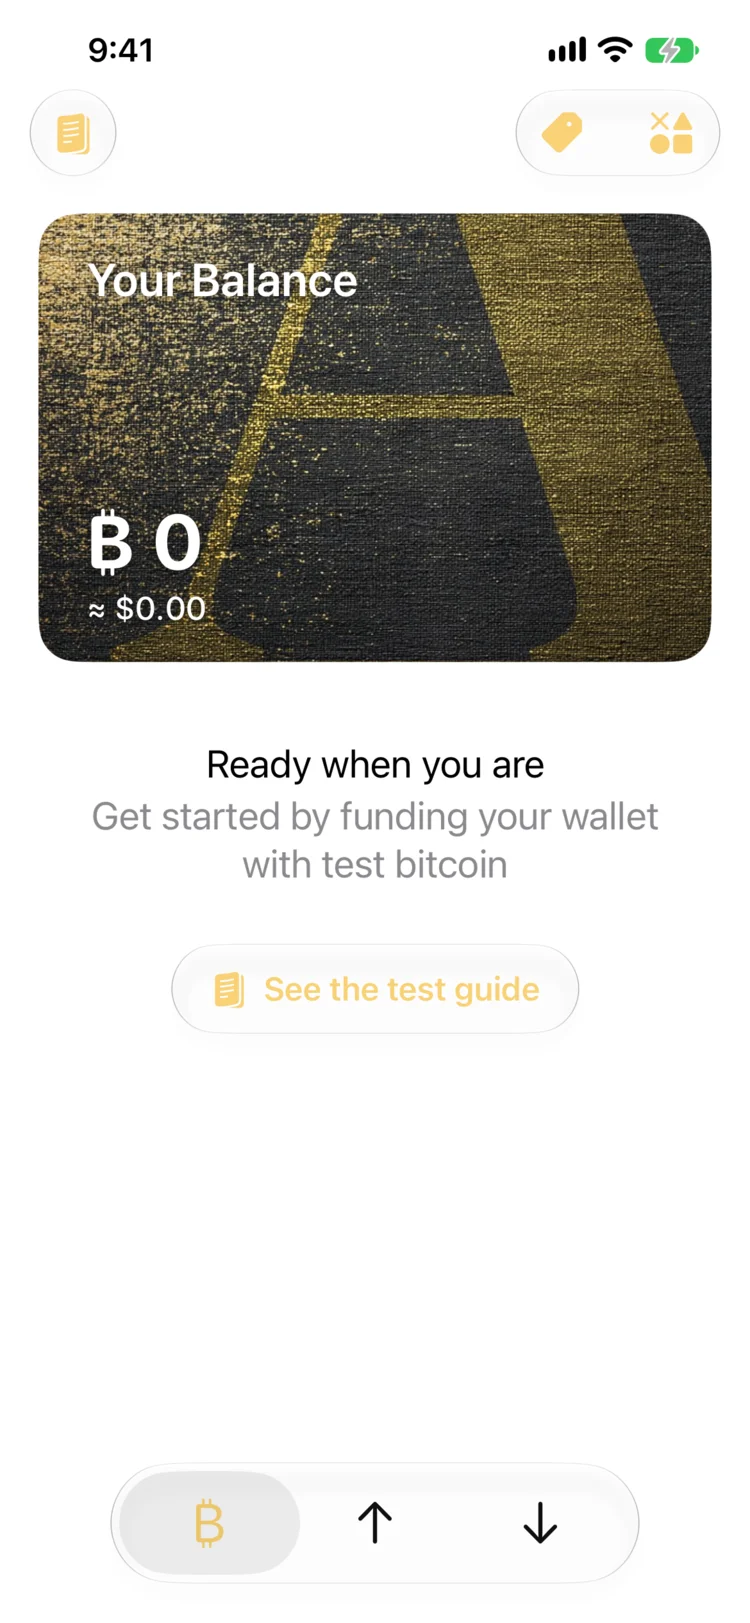 9:41
Your Balance
₿ 0
≈ $0.00
Ready when you are
Get started by funding your wallet
with test bitcoin
See the test guide
₿